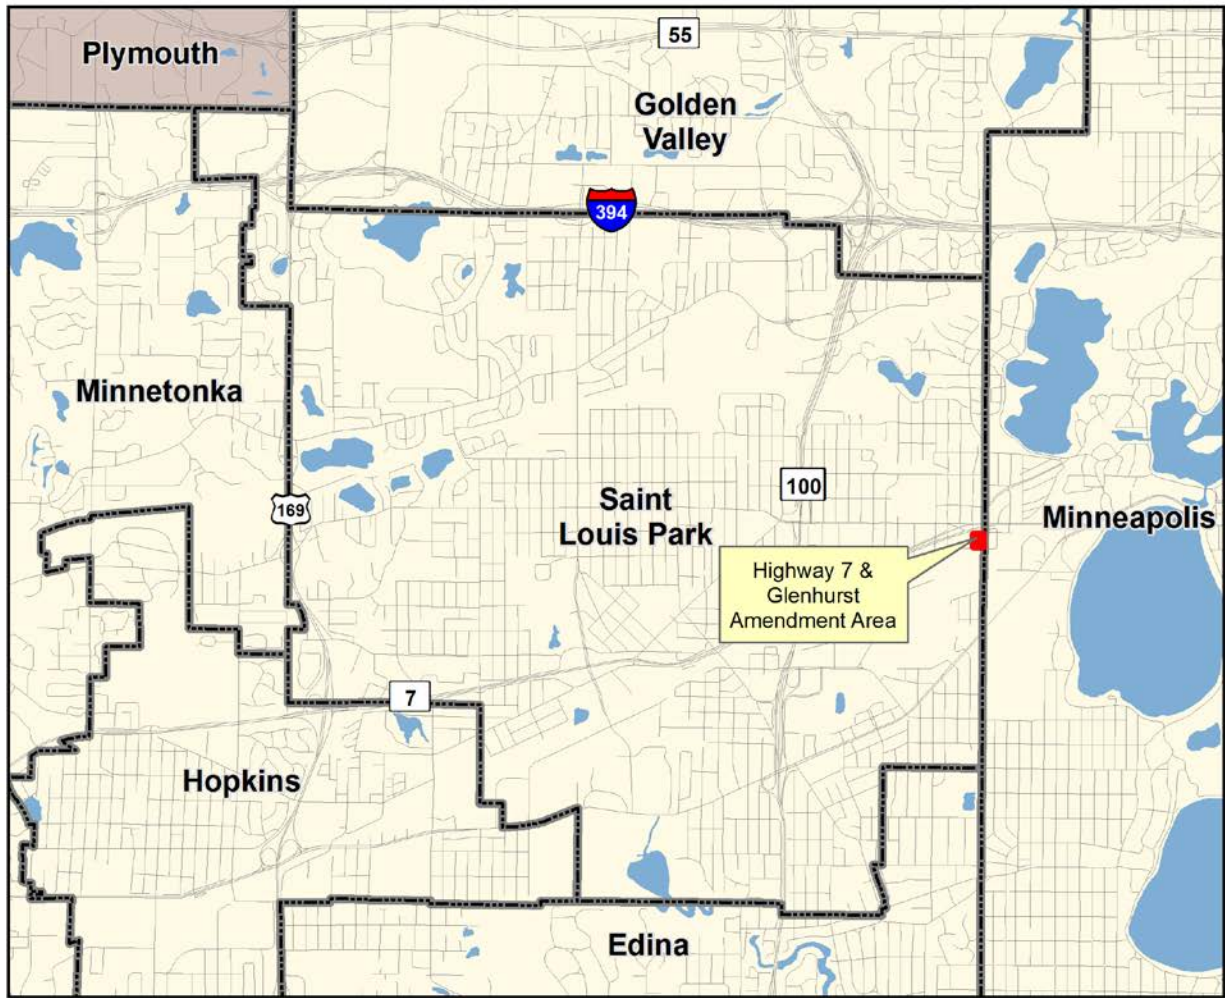 55
Plymouth
Golden
Valley
394
Minnetonka
100
Saint
Louis Park
169
Minneapolis
Highway 7 &
Glenhurst
Amendment Area
7
Hopkins
Edina